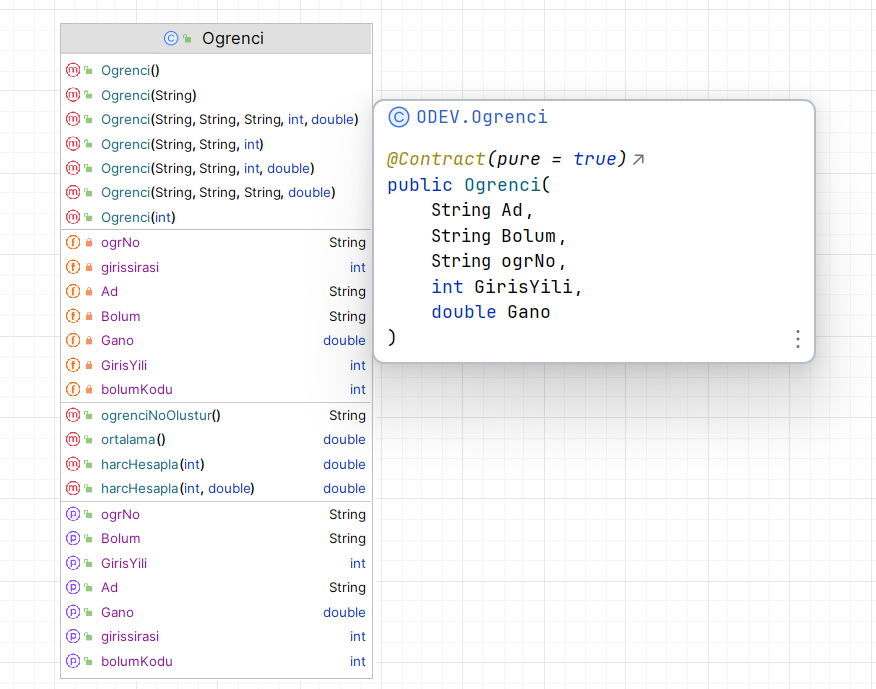 Ogrenci
Ogrenci()
Ogrenci(String)
Ogrenci(String, String, String, int, double)
Ogrenci(String, String, int)
Ogrenci(String, String, int, double)
Ogrenci(String, String, String, double)
Ogrenci(int)
ogrNo String
girissirasi int
Ad String
Bolum String
Gano double
GirisYili int
bolumKodu int
ogrenciNoOlustur() String
ortalama() double
harcHesapla(int) double
harcHesapla(int, double) double
ogrNo String
Bolum String
GirisYili int
Ad String
Gano double
girissirasi int
bolumKodu int
ODEV.Ogrenci
@Contract(pure = true)
public Ogrenci(
String Ad,
String Bolum,
String ogrNo,
int GirisYili,
double Gano
)